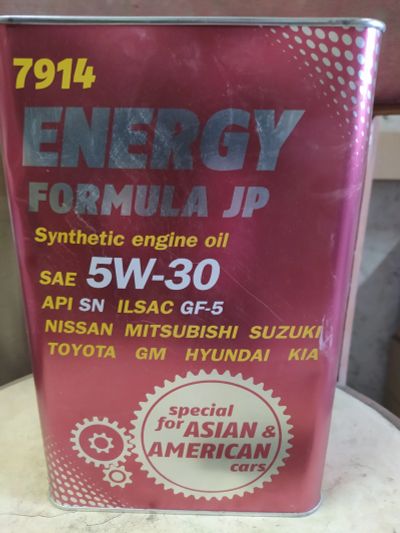 7914
ENERGY
FORMULA JP
Synthetic engine oil
SAE 5W-30
API SN ILSAC GF-5
NISSAN MITSUBISHI SUZUKI
TOYOTA GM HYUNDAI KIA
special
for ASIAN &
AMERICAN
cars